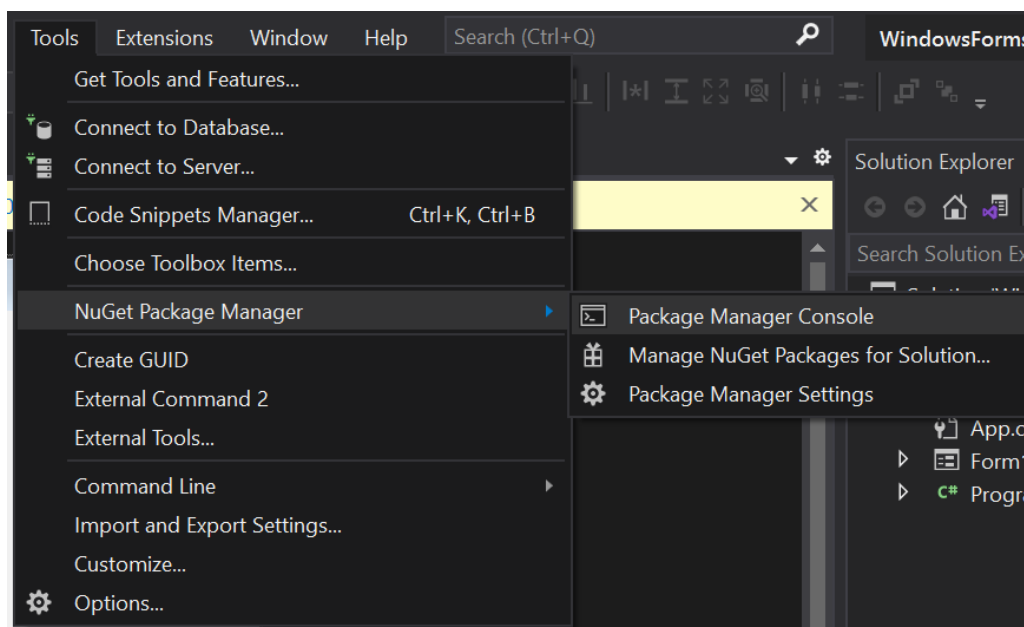 Tools Extensions Window Help Search (Ctrl+Q) WindowsForms
Get Tools and Features...
Connect to Database...
Connect to Server...
Code Snippets Manager... Ctrl+K, Ctrl+B
Choose Toolbox Items...
NuGet Package Manager
Create GUID
External Command 2
External Tools...
Command Line
Import and Export Settings...
Customize...
Options...
Package Manager Console
Manage NuGet Packages for Solution...
Package Manager Settings
Solution Explorer
Search Solution Ex
App.c
Form1
C# Progra